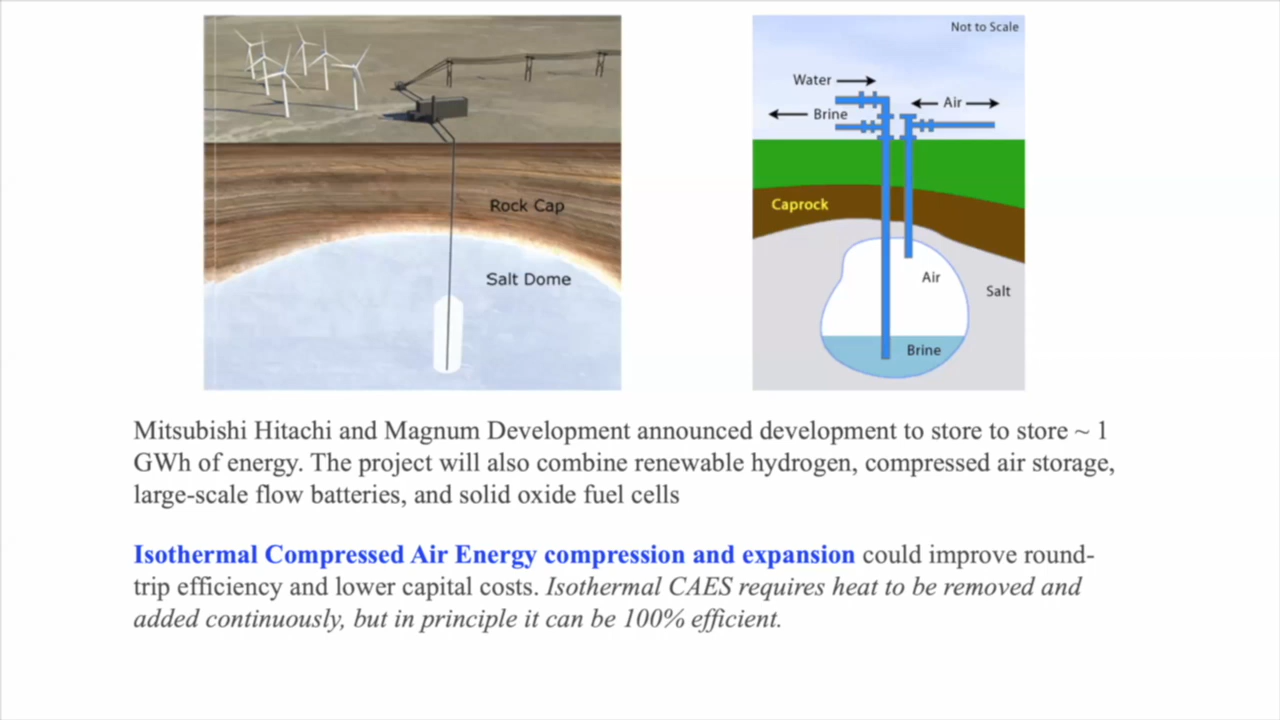 Rock Cap
Salt Dome
Not to Scale
Water
Air
Brine
Caprock
Air
Salt
Brine
Mitsubishi Hitachi and Magnum Development announced development to store to store ~ 1
GWh of energy. The project will also combine renewable hydrogen, compressed air storage,
large-scale flow batteries, and solid oxide fuel cells
Isothermal Compressed Air Energy compression and expansion could improve round-
trip efficiency and lower capital costs. Isothermal CAES requires heat to be removed and
added continuously, but in principle it can be 100% efficient.